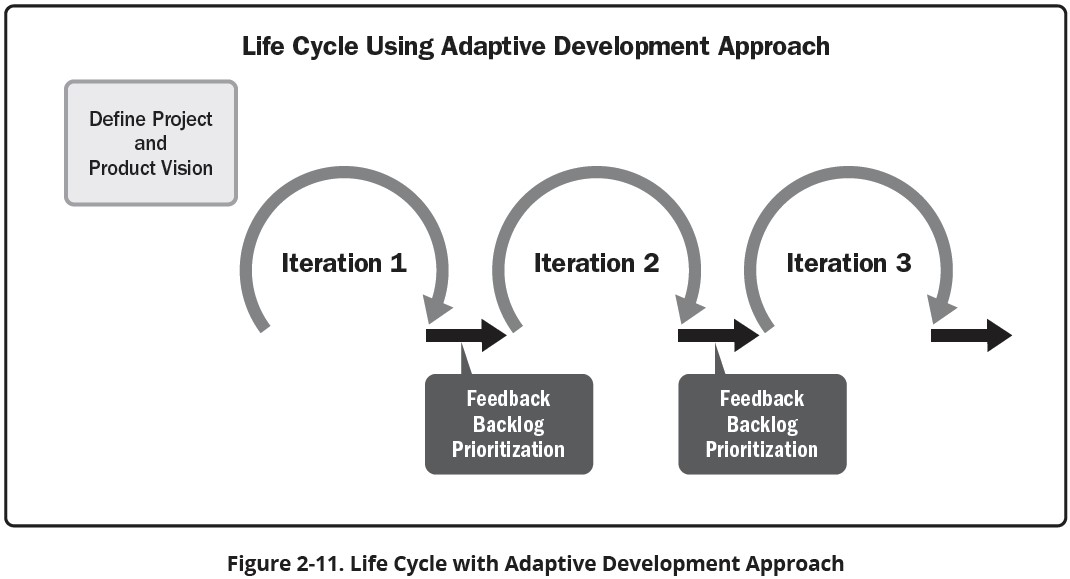 Life Cycle Using Adaptive Development Approach
Define Project
and
Product Vision
Iteration 1
Iteration 2
Iteration 3
Feedback
Backlog
Prioritization
Feedback
Backlog
Prioritization
Figure 2-11. Life Cycle with Adaptive Development Approach